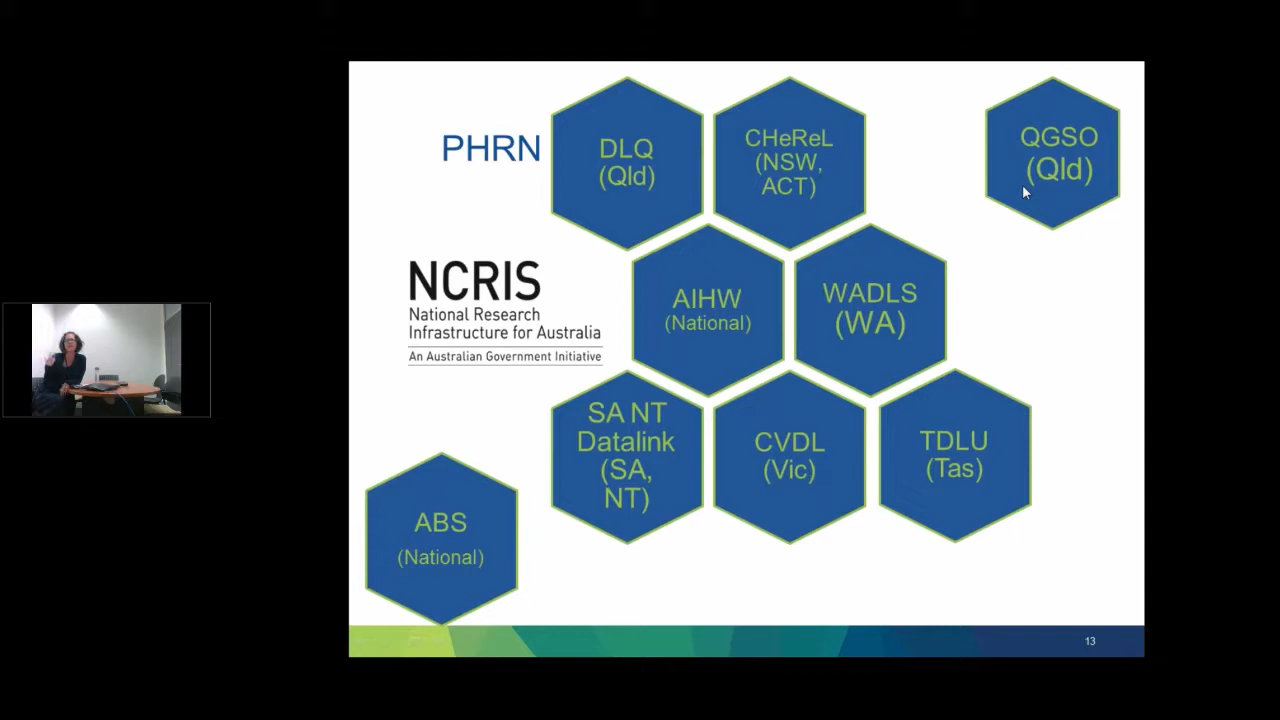 PHRN
DLQ
(Qld)
CHeReL
(NSW,
ACT)
QGSO
(Qld)
NCRIS
National Research
Infrastructure for Australia
An Australian Government Initiative
AIHW
(National)
WADLS
(WA)
SA NT
Datalink
(SA,
NT)
CVDL
(Vic)
TDLU
(Tas)
ABS
(National)
13